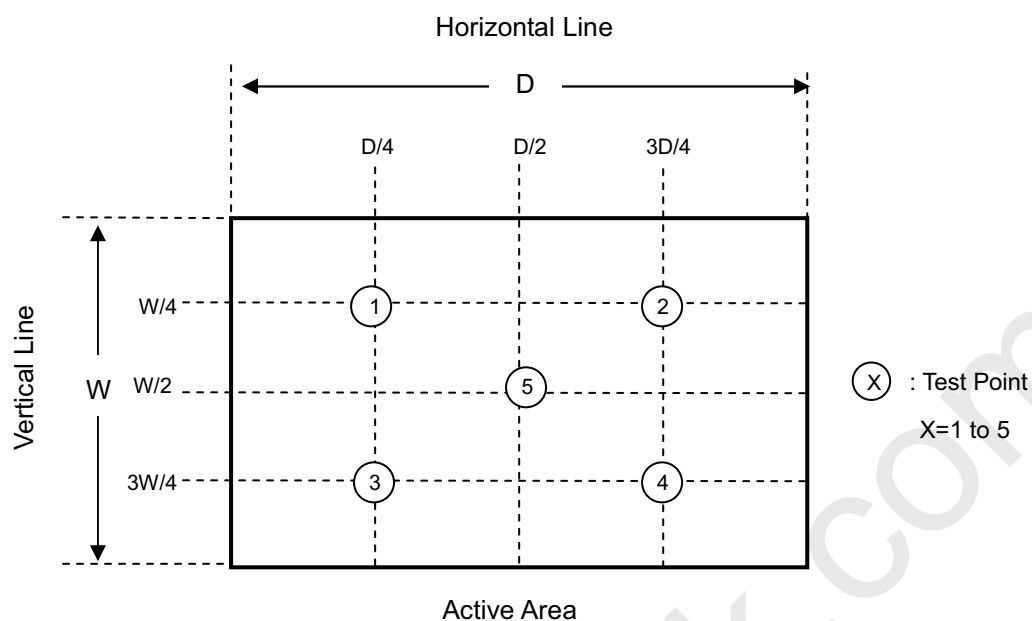 Horizontal Line
D
D/4 D/2 3D/4
Vertical Line
W
W/4
W/2
3W/4
1
2
5
3
4
X : Test Point
X=1 to 5
Active Area